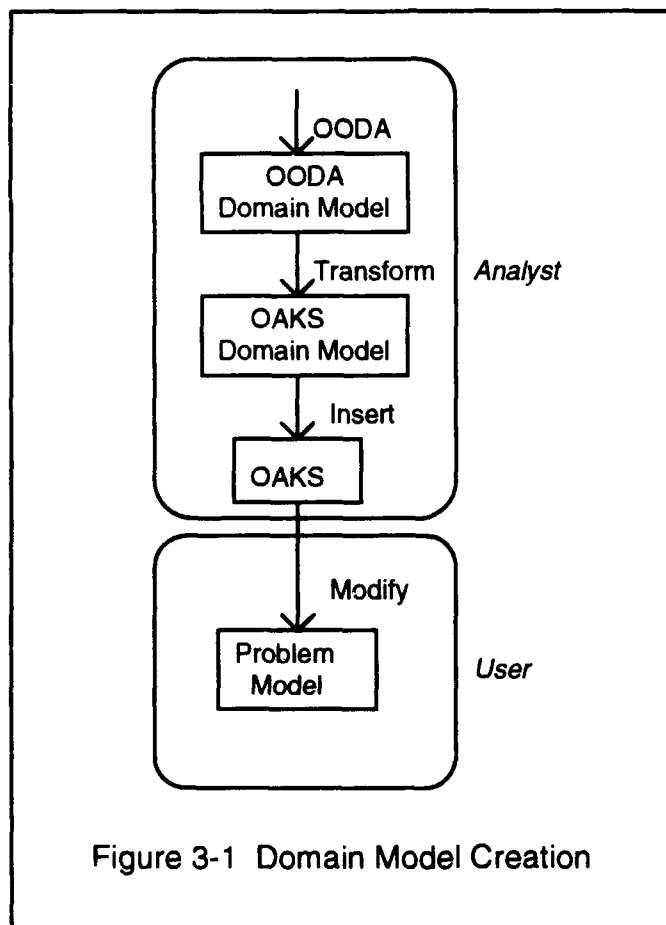 OODA
OODA
Domain Model
Transform
Analyst
OAKS
Domain Model
Insert
OAKS
Modify
Problem
Model
User
Figure 3-1 Domain Model Creation